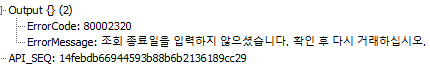 Output {} (2)
ErrorCode: 80002320
ErrorMessage: 조회 종료일을 입력하지 않으셨습니다. 확인 후 다시 거래하십시오.
API_SEQ: 14febdb66944593b88b6b2136189cc29